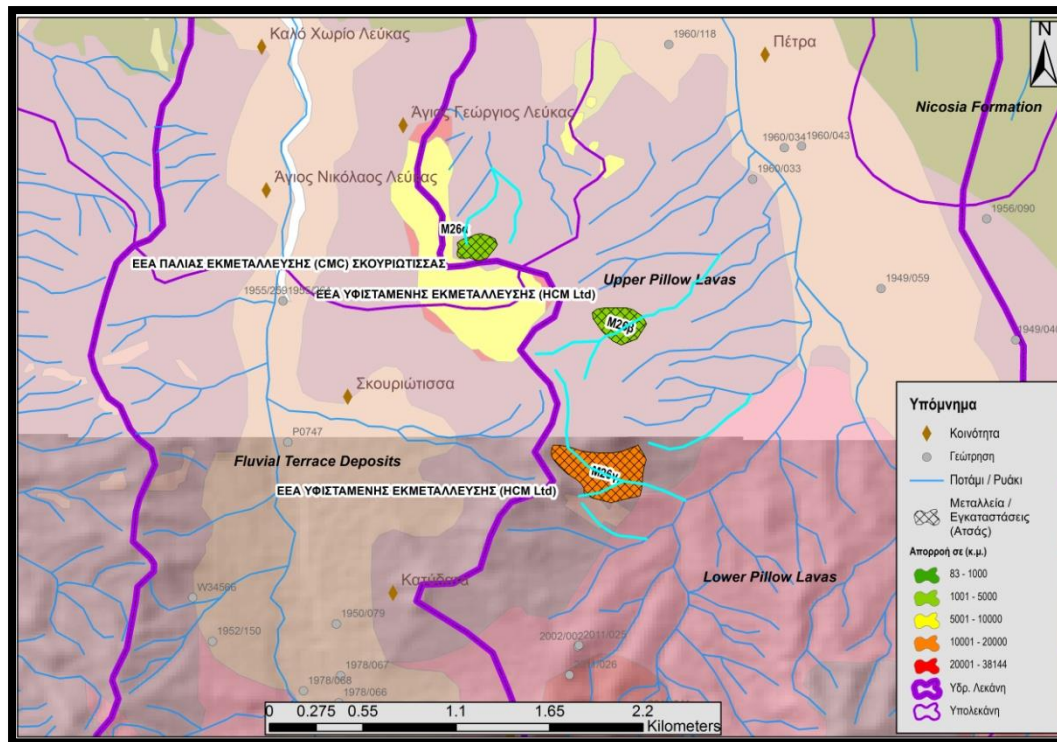 Καλό Χωρίο Λεύκας
1960/118
Πέτρα
N
Nicosia Formation
Άγιος Γεώργιος Λεύκας
1960/034
1960/043
1960/033
Άγιος Νικόλαος Λεύκας
1956/090
M26α
ΕΕΑ ΠΑΛΙΑΣ ΕΚΜΕΤΑΛΛΕΥΣΗΣ (CMC) ΣΚΟΥΡΙΩΤΙΣΣΑΣ
Upper Pillow Lavas
1949/059
ΕΕΑ ΥΦΙΣΤΑΜΕΝΗΣ ΕΚΜΕΤΑΛΛΕΥΣΗΣ (HCM Ltd)
M26β
Σκουριώτισσα
P0747
Fluvial Terrace Deposits
M26γ
ΕΕΑ ΥΦΙΣΤΑΜΕΝΗΣ ΕΚΜΕΤΑΛΛΕΥΣΗΣ (HCM Ltd)
Lower Pillow Lavas
Κατύδατα
1950/079
1952/150
2002/002
2011/025
1978/067
1978/068
1978/066
Υπόμνημα
Κοινότητα
Γεώτρηση
Ποτάμι / Ρυάκι
Μεταλλεία /
Εγκαταστάσεις
(Ατσάς)
Απορροή σε (κ.μ.)
83 - 1000
1001 - 5000
5001 - 10000
10001 - 20000
20001 - 38144
Υδρ. Λεκάνη
Υπολεκάνη
0 0.275 0.55 1.1 1.65 2.2
Kilometers